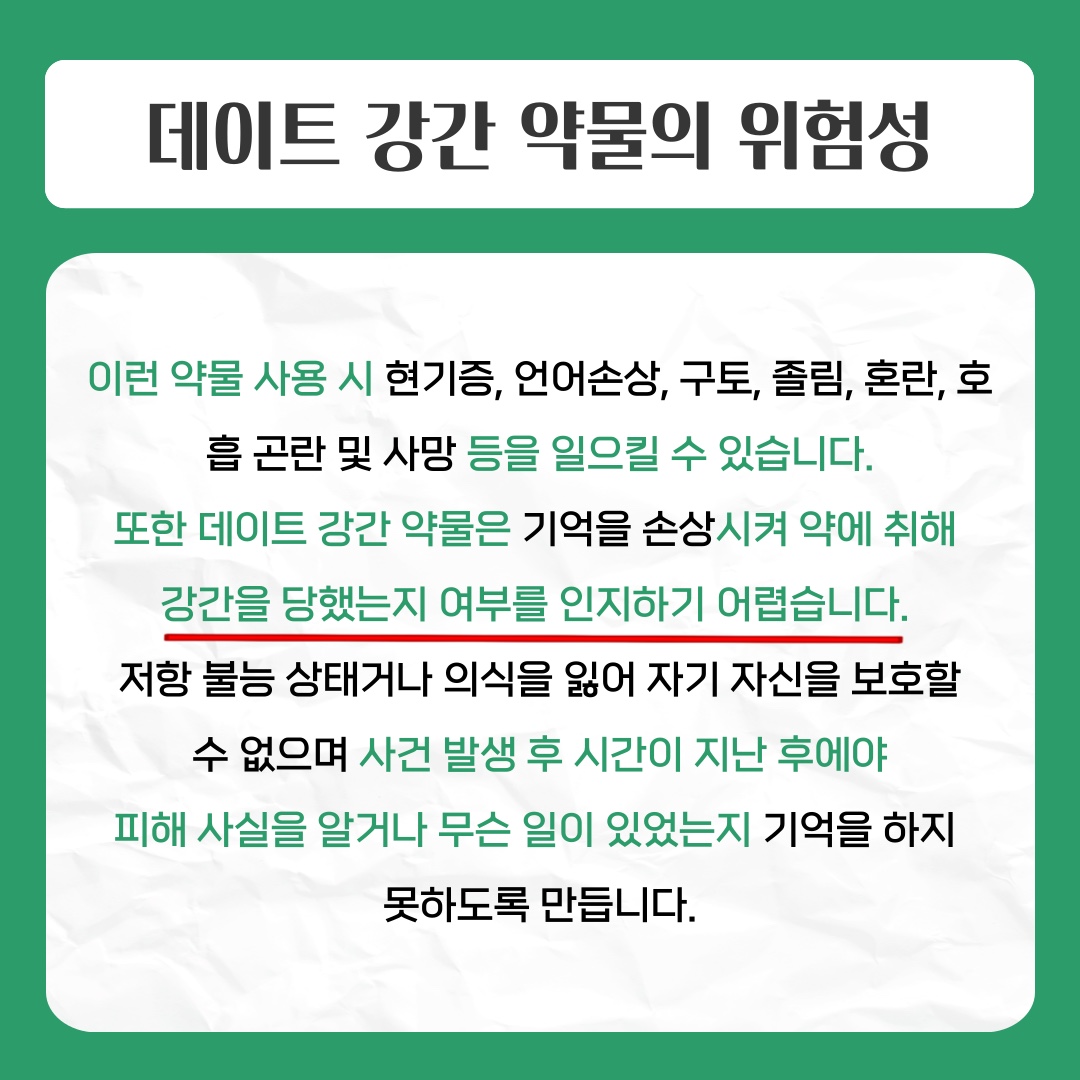 데이트 강간 약물의 위험성
이런 약물 사용 시 현기증, 언어손상, 구토, 졸림, 혼란, 호
흡 곤란 및 사망 등을 일으킬 수 있습니다.
또한 데이트 강간 약물은 기억을 손상시켜 약에 취해
강간을 당했는지 여부를 인지하기 어렵습니다.
저항 불능 상태거나 의식을 잃어 자기 자신을 보호할
수 없으며 사건 발생 후 시간이 지난 후에야
피해 사실을 알거나 무슨 일이 있었는지 기억을 하지
못하도록 만듭니다.